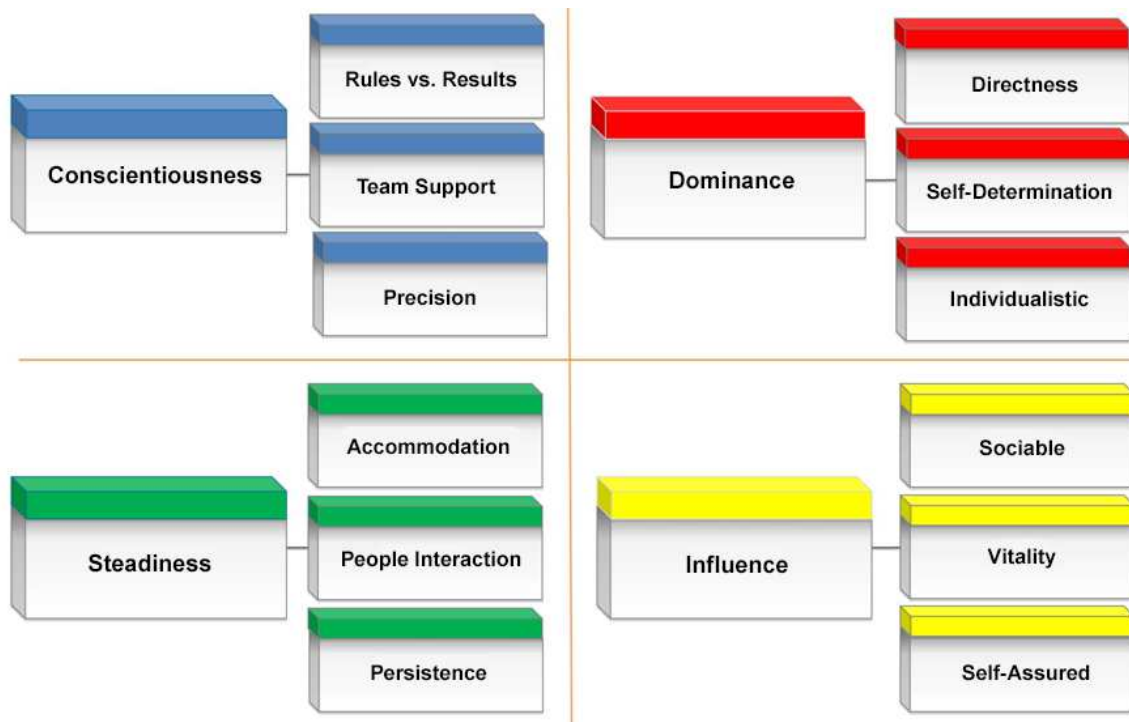 Conscientiousness
Rules vs. Results
Team Support
Precision
Dominance
Directness
Self-Determination
Individualistic
Steadiness
Accommodation
People Interaction
Persistence
Influence
Sociable
Vitality
Self-Assured